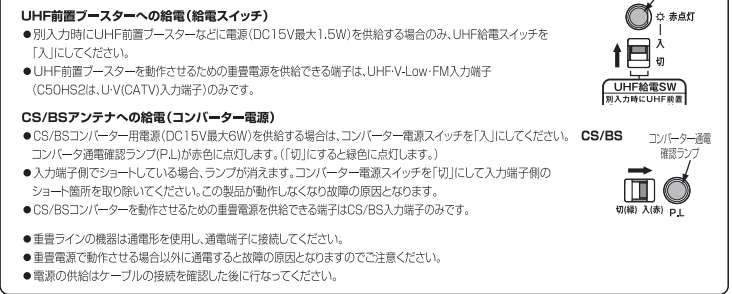 UHF前置ブースターへの給電(給電スイッチ)
●別入力時にUHF前置ブースターなどに電源(DC15V最大1.5W)を供給する場合のみ、UHF給電スイッチを
「入」にしてください。
●UHF前置ブースターを動作させるための重畳電源を供給できる端子は、UHF・V-Low・FM入力端子
(C50HS2は、U・V(CATV)入力端子)のみです。
赤点灯
入
切
UHF給電SW
別入力時にUHF前置
CS/BSアンテナへの給電(コンバーター電源)
●CS/BSコンバーター用電源(DC15V最大6W)を供給する場合は、コンバーター電源スイッチを「入」にしてください。
コンバータ通電確認ランプ(P.L)が赤色に点灯します。(「切」にすると緑色に点灯します。)
●入力端子側でショートしている場合、ランプが消えます。コンバーター電源スイッチを「切」にして入力端子側の
ショート箇所を取り除いてください。この製品が動作しなくなり故障の原因となります。
●CS/BSコンバーターを動作させるための重畳電源を供給できる端子はCS/BS入力端子のみです。
CS/BS
コンバーター通電
確認ランプ
切(緑) 入(赤) P.L
●重畳ラインの機器は通電形を使用し、通電端子に接続してください。
●重畳電源で動作させる場合以外に通電すると故障の原因となりますのでご注意ください。
●電源の供給はケーブルの接続を確認した後に行なってください。